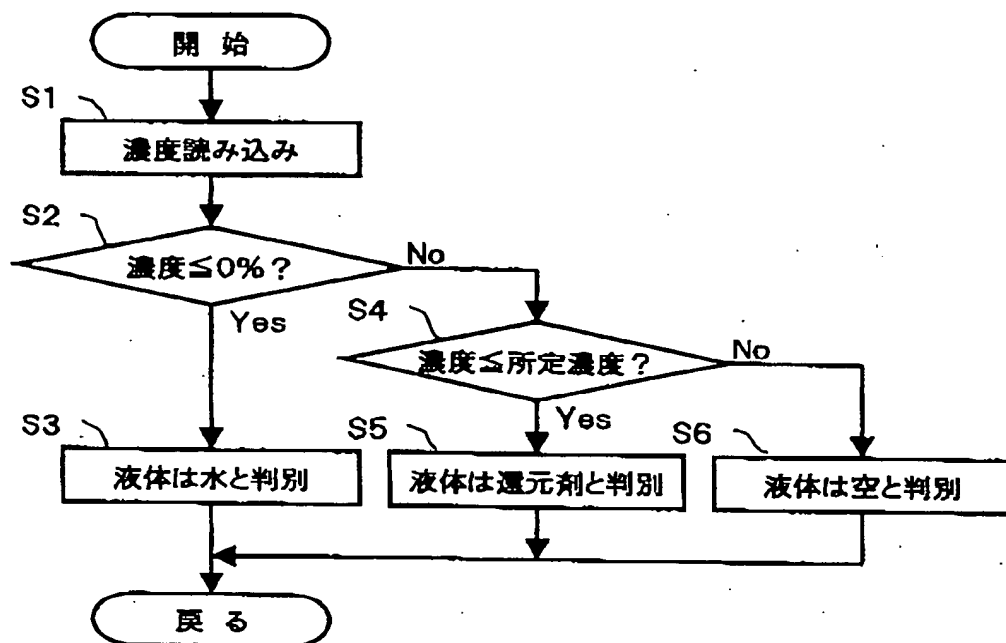 開 始
S1
濃度読み込み
S2
濃度≦0%?
No
Yes
S4
濃度≦所定濃度?
No
Yes
S3
液体は水と判別
S5
液体は還元剤と判別
S6
液体は空と判別
戻 る